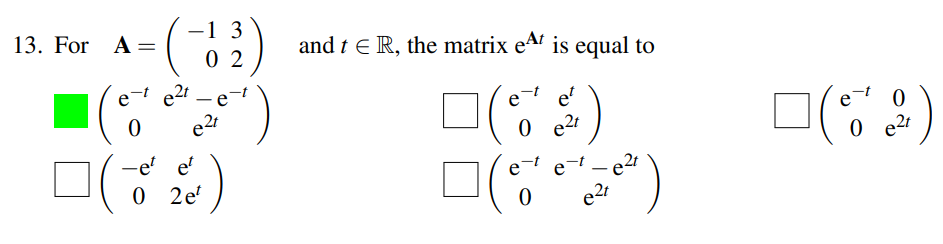 13. For A = ( −1 3 ; 0 2 ) and t ∈ ℝ, the matrix e^{At} is equal to
( e^{−t} e^{2t} − e^{−t} ; 0 e^{2t} ) ( e^{−t} e^{t} ; 0 e^{2t} ) ( e^{−t} 0 ; 0 e^{2t} )
( −e^{t} e^{t} ; 0 2e^{t} ) ( e^{−t} e^{−t} − e^{2t} ; 0 e^{2t} )